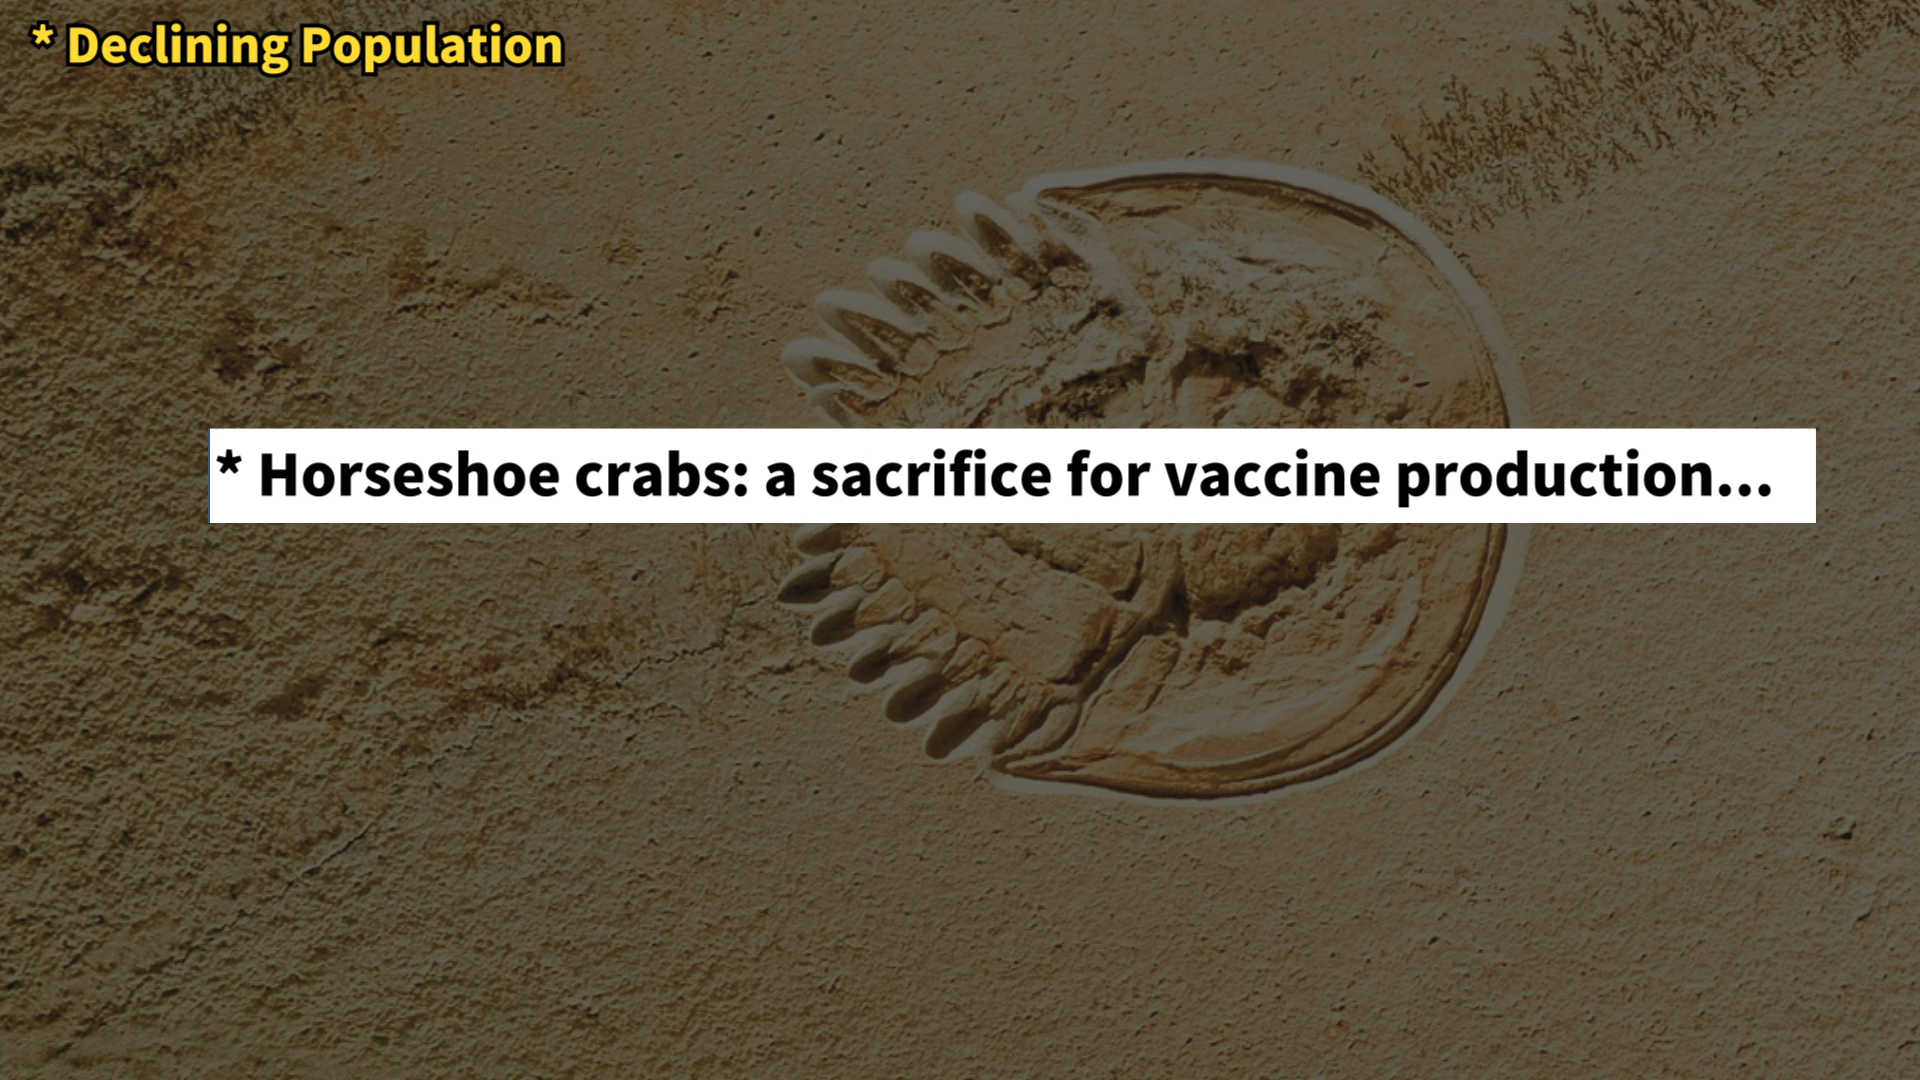 * Declining Population
* Horseshoe crabs: a sacrifice for vaccine production...